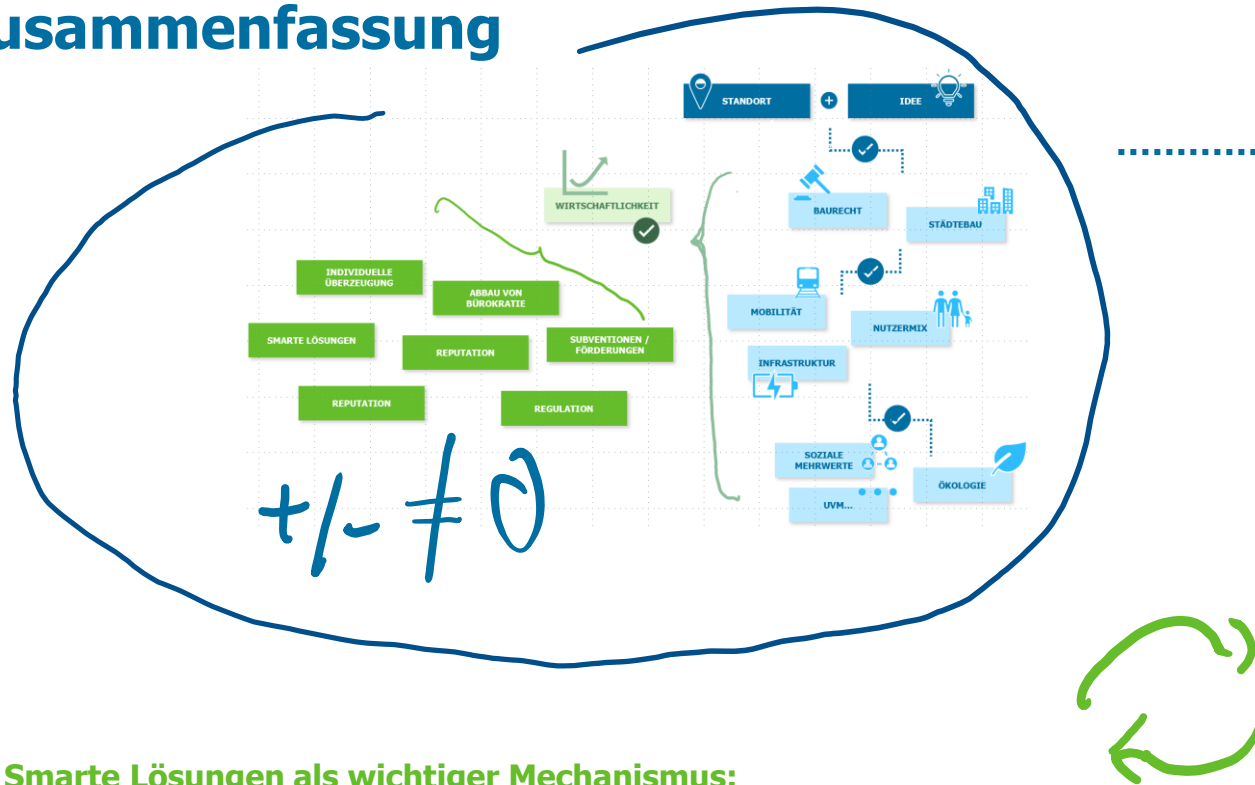 usammenfassung
STANDORT
IDEE
WIRTSCHAFTLICHKEIT
BAURECHT
STÄDTEBAU
INDIVIDUELLE
ÜBERZEUGUNG
ABBAU VON
BÜROKRATIE
MOBILITÄT
NUTZERMIX
SMARTE LÖSUNGEN
REPUTATION
SUBVENTIONEN /
FÖRDERUNGEN
INFRASTRUKTUR
REPUTATION
REGULATION
SOZIALE
MEHRWERTE
ÖKOLOGIE
UVM...
+/- ≠ 0
Smarte Lösungen als wichtiger Mechanismus: